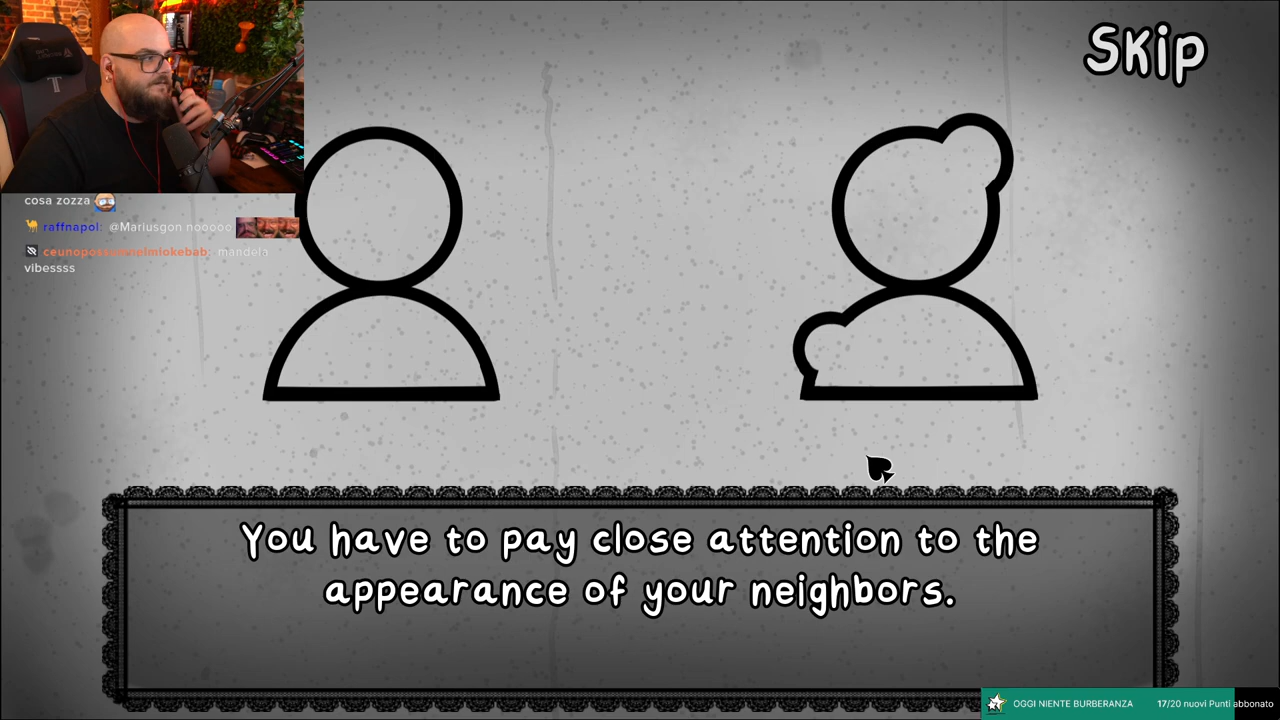 Skip
cosa zozza
raffnapol: @Mariusgon nooooo
mandela
vibessss
You have to pay close attention to the
appearance of your neighbors.
OGGI NIENTE BURBERANZA 17/20 nuovi Punti abbonato